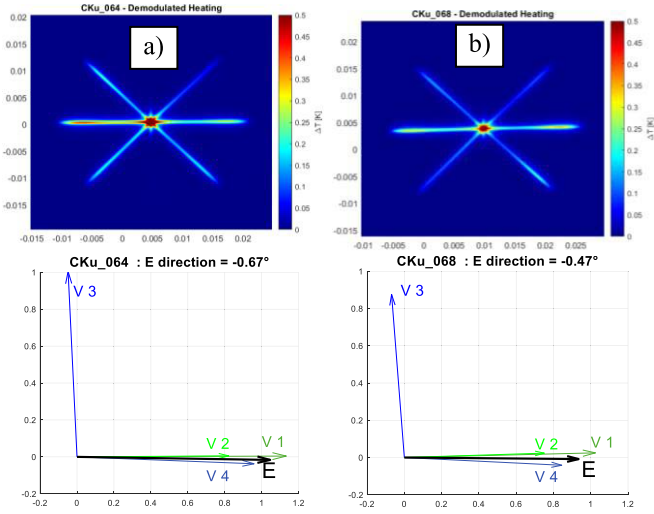 CKu_064 - Demodulated Heating
a)
0.02
0.015
0.01
0.005
0
-0.005
-0.01
-0.015
-0.015 -0.01 -0.005 0 0.005 0.01 0.015 0.02
0.5
0.45
0.4
0.35
0.3
0.25
0.2
0.15
0.1
0.05
0
ΔT [K]
CKu_068 - Demodulated Heating
b)
0.02
0.015
0.01
0.005
0
-0.005
-0.01
-0.015
-0.01 -0.005 0 0.005 0.01 0.015 0.02 0.025
0.5
0.45
0.4
0.35
0.3
0.25
0.2
0.15
0.1
0.05
0
ΔT [K]
CKu_064 : E direction = -0.67°
1
0.8
0.6
0.4
0.2
0
-0.2
-0.2 0 0.2 0.4 0.6 0.8 1 1.2
V 3
V 2
V 1
V 4
E
CKu_068 : E direction = -0.47°
1
0.8
0.6
0.4
0.2
0
-0.2
-0.2 0 0.2 0.4 0.6 0.8 1 1.2
V 3
V 2
V 1
V 4
E